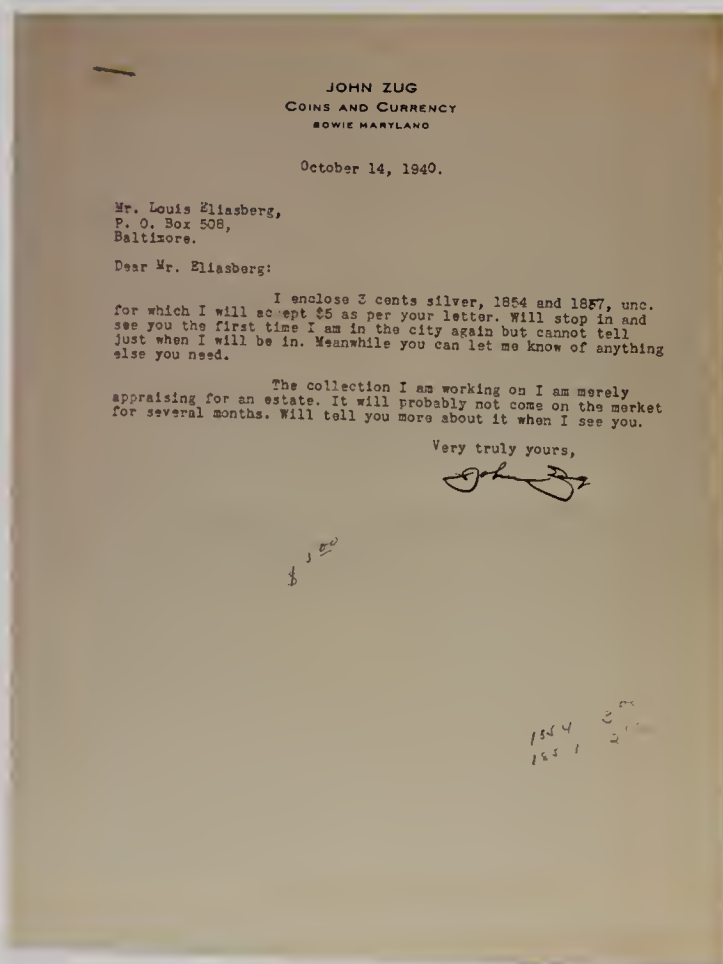 JOHN ZUG
COINS AND CURRENCY
BOWIE MARYLAND
October 14, 1940.
Mr. Louis Eliasberg,
P. O. Box 508,
Baltimore.
Dear Mr. Eliasberg:
I enclose 3 cents silver, 1854 and 1857, unc.
for which I will accept $5 as per your letter. Will stop in and
see you the first time I am in the city again but cannot tell
just when I will be in. Meanwhile you can let me know of anything
else you need.
The collection I am working on I am merely
appraising for an estate. It will probably not come on the market
for several months. Will tell you more about it when I see you.
Very truly yours,
John Zug
$
1854